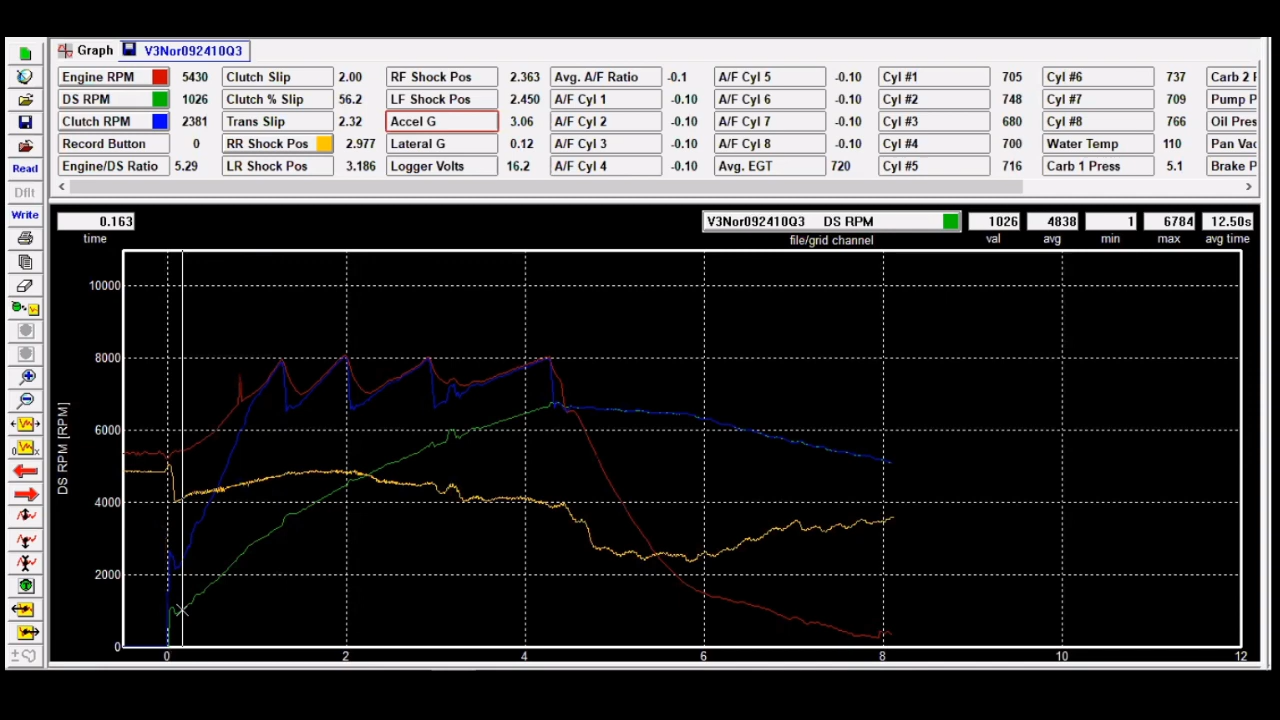 Graph V3Nor092410Q3
Engine RPM 5430 Clutch Slip 2.00 RF Shock Pos 2.363 Avg. A/F Ratio -0.1 A/F Cyl 5 -0.10 Cyl #1 705 Cyl #6 737 Carb 2 P
DS RPM 1026 Clutch % Slip 56.2 LF Shock Pos 2.450 A/F Cyl 1 -0.10 A/F Cyl 6 -0.10 Cyl #2 748 Cyl #7 709 Pump P
Clutch RPM 2381 Trans Slip 2.32 Accel G 3.06 A/F Cyl 2 -0.10 A/F Cyl 7 -0.10 Cyl #3 680 Cyl #8 766 Oil Pres
Record Button 0 RR Shock Pos 2.977 Lateral G 0.12 A/F Cyl 3 -0.10 A/F Cyl 8 -0.10 Cyl #4 700 Water Temp 110 Pan Vac
Engine/DS Ratio 5.29 LR Shock Pos 3.186 Logger Volts 16.2 A/F Cyl 4 -0.10 Avg. EGT 720 Cyl #5 716 Carb 1 Press 5.1 Brake P
Read
Dflt
Write
0.163 V3Nor092410Q3 DS RPM 1026 4838 1 6784 12.50s
time file/grid channel val avg min max avg time
10000
8000
6000
4000
2000
0
DS RPM [RPM]
0 2 4 6 8 10 12